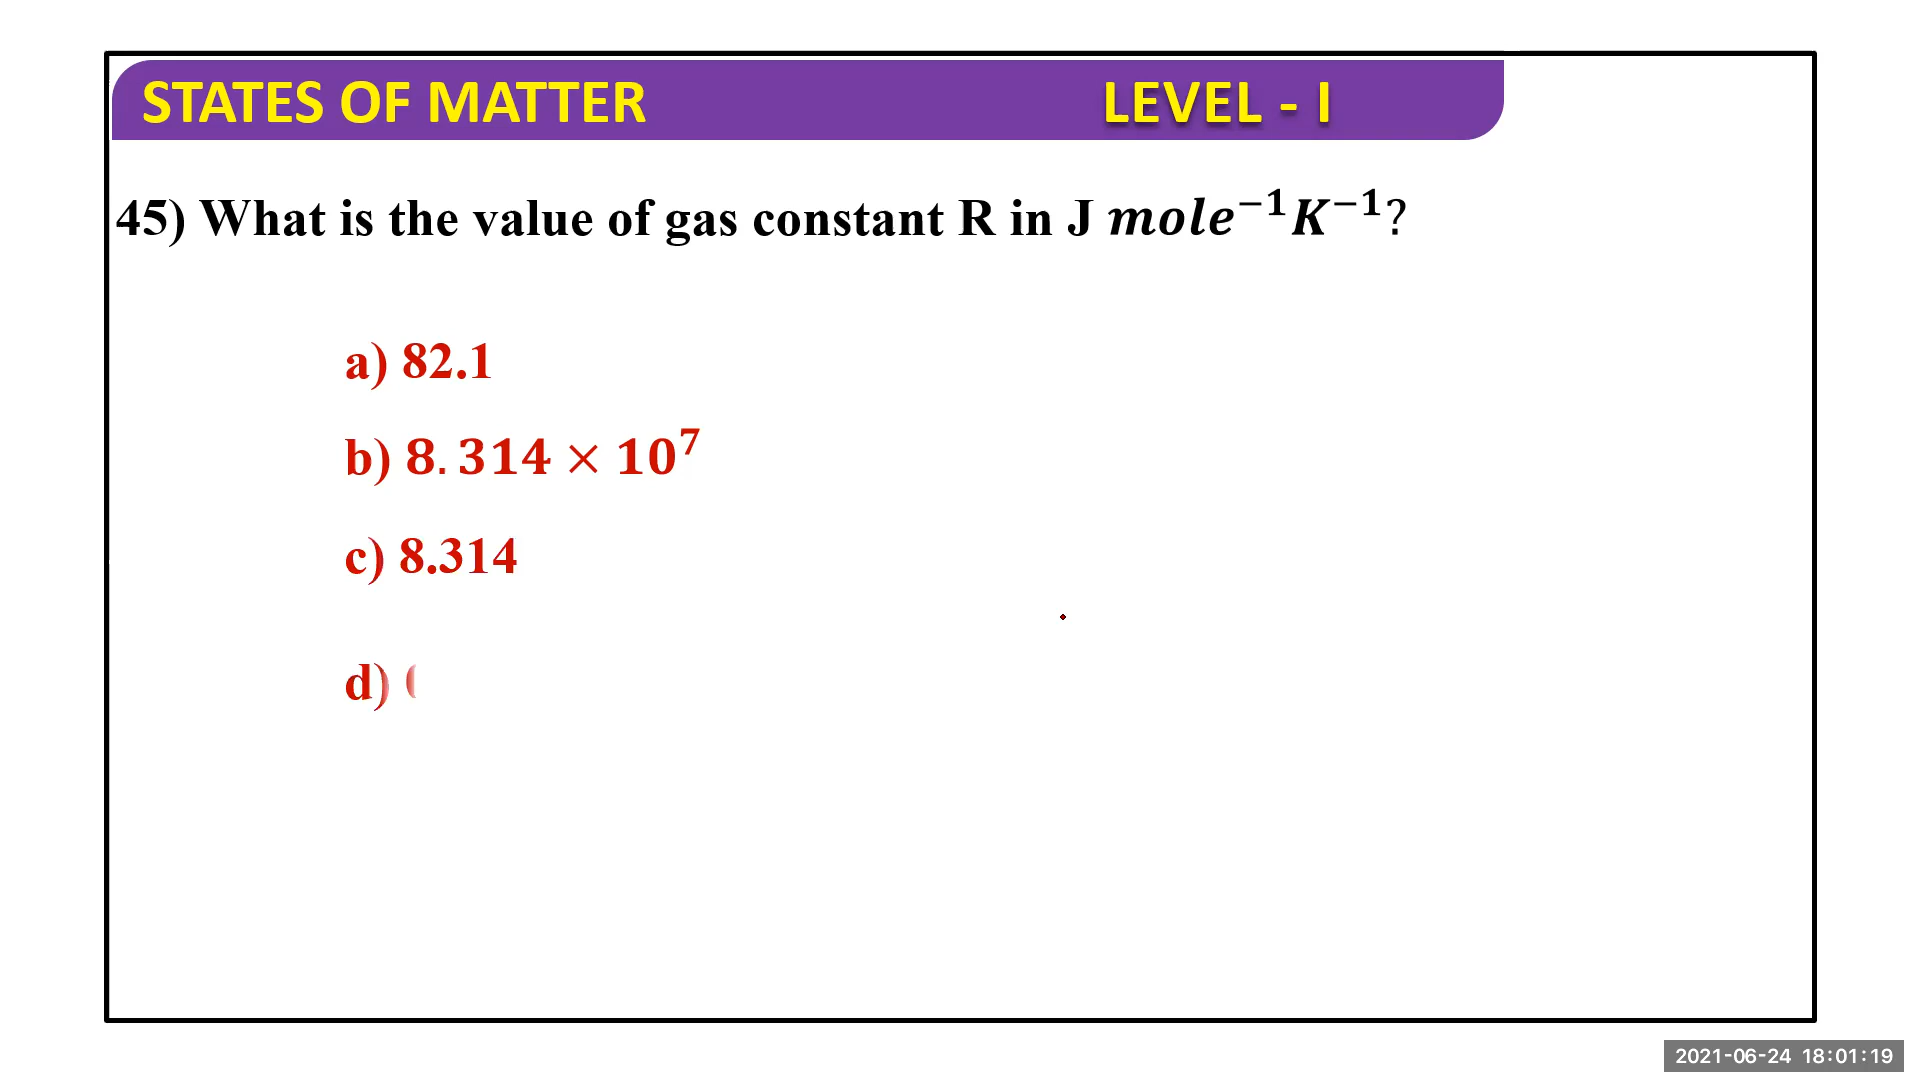 STATES OF MATTER LEVEL - I
45) What is the value of gas constant R in J mole⁻¹K⁻¹?
a) 82.1
b) 8.314 × 10⁷
c) 8.314
d)
2021-06-24 18:01:19